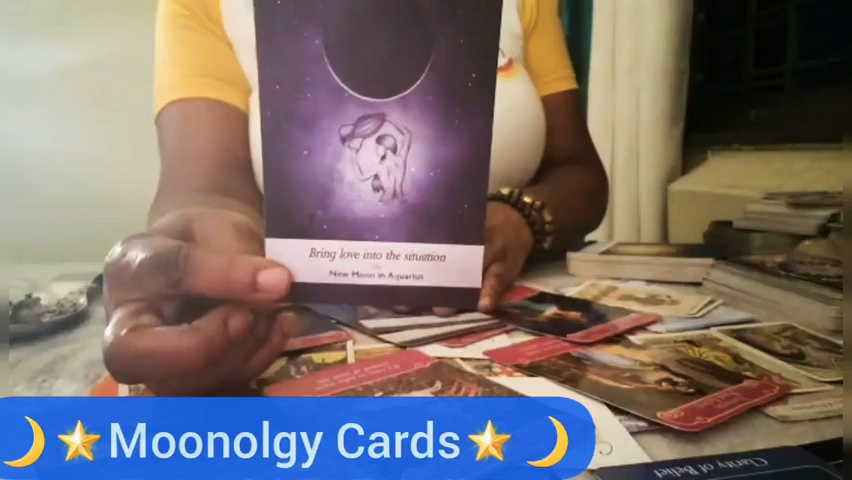 Bring love into the situation
New Moon in Aquarius
🌙⭐Moonolgy Cards⭐🌙
Clarity of Belief